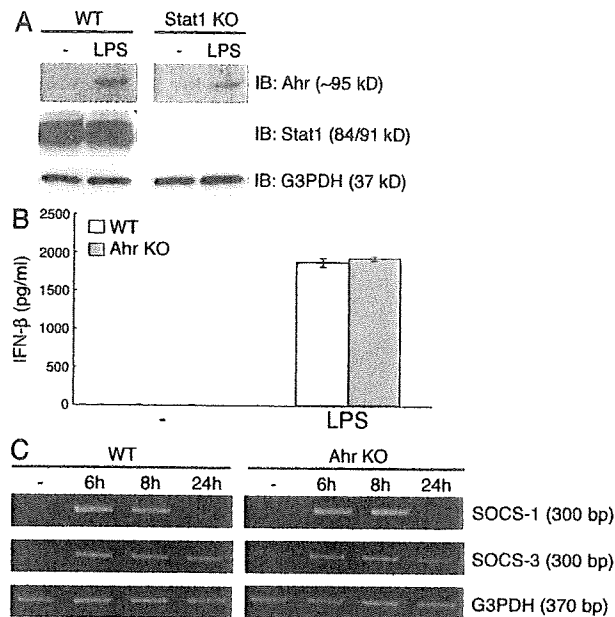 A
WT Stat1 KO
- LPS - LPS
IB: Ahr (~95 kD)
IB: Stat1 (84/91 kD)
IB: G3PDH (37 kD)
B
2500
2000
1500
1000
500
0
IFN-β (pg/ml)
WT
Ahr KO
- LPS
C
WT Ahr KO
- 6h 8h 24h - 6h 8h 24h
SOCS-1 (300 bp)
SOCS-3 (300 bp)
G3PDH (370 bp)